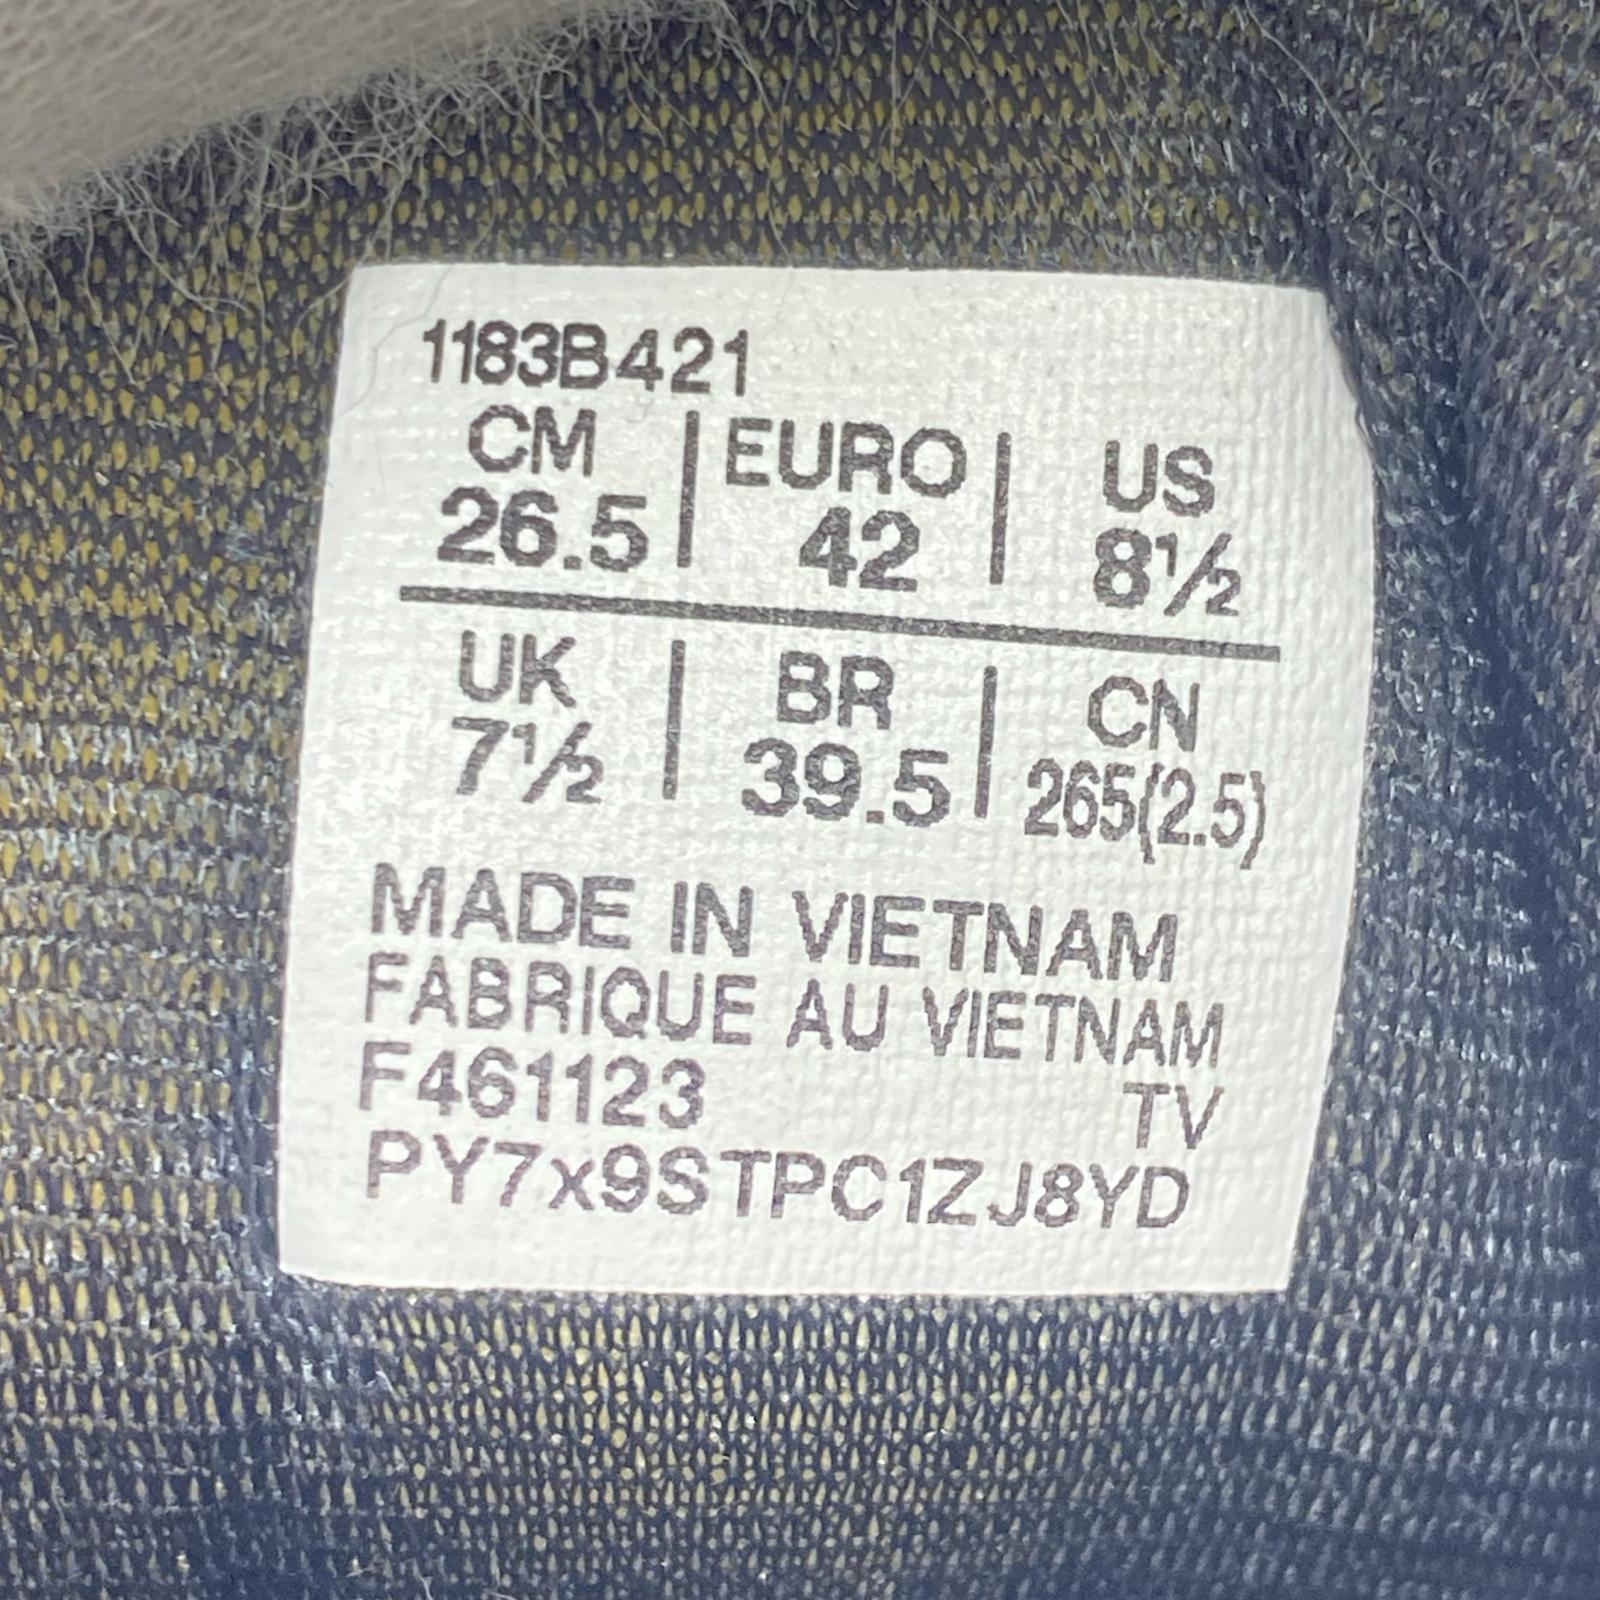 1183B421
CM | EURO | US
26.5 | 42 | 8½
UK | BR | CN
7½ | 39.5 | 265(2.5)
MADE IN VIETNAM
FABRIQUE AU VIETNAM
F461123 TV
PY7x9STPC1ZJ8YD